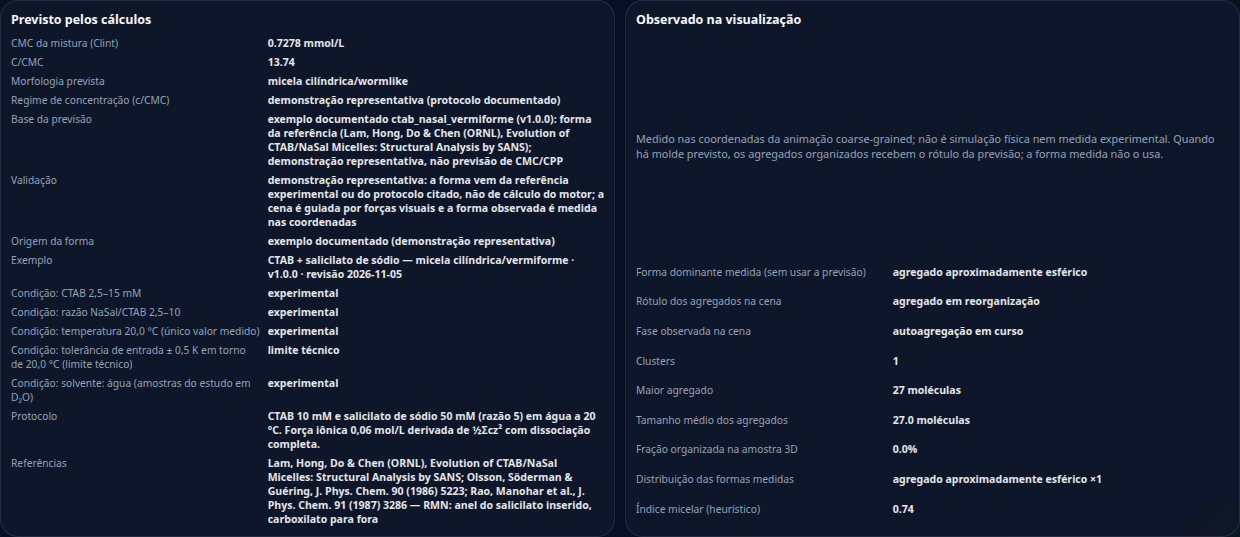 Previsto pelos cálculos
CMC da mistura (Clint) 0.7278 mmol/L
C/CMC 13.74
Morfologia prevista micela cilíndrica/wormlike
Regime de concentração (c/CMC) demonstração representativa (protocolo documentado)
Base da previsão exemplo documentado ctab_nasal_vermiforme (v1.0.0): forma
da referência (Lam, Hong, Do & Chen (ORNL), Evolution of
CTAB/NaSal Micelles: Structural Analysis by SANS);
demonstração representativa, não previsão de CMC/CPP
Validação demonstração representativa: a forma vem da referência
experimental ou do protocolo citado, não de cálculo do motor; a
cena é guiada por forças visuais e a forma observada é medida
nas coordenadas
Origem da forma exemplo documentado (demonstração representativa)
Exemplo CTAB + salicilato de sódio — micela cilíndrica/vermiforme ·
v1.0.0 · revisão 2026-11-05
Condição: CTAB 2,5–15 mM experimental
Condição: razão NaSal/CTAB 2,5–10 experimental
Condição: temperatura 20,0 °C (único valor medido) experimental
Condição: tolerância de entrada ± 0,5 K em torno limite técnico
de 20,0 °C (limite técnico)
Condição: solvente: água (amostras do estudo em experimental
D₂O)
Protocolo CTAB 10 mM e salicilato de sódio 50 mM (razão 5) em água a 20
°C. Força iônica 0,06 mol/L derivada de ½Σcz² com dissociação
completa.
Referências Lam, Hong, Do & Chen (ORNL), Evolution of CTAB/NaSal
Micelles: Structural Analysis by SANS; Olsson, Söderman &
Guéring, J. Phys. Chem. 90 (1986) 5223; Rao, Manohar et al., J.
Phys. Chem. 91 (1987) 3286 — RMN: anel do salicilato inserido,
carboxilato para fora
Observado na visualização
Medido nas coordenadas da animação coarse-grained; não é simulação física nem medida experimental. Quando
há molde previsto, os agregados organizados recebem o rótulo da previsão; a forma medida não o usa.
Forma dominante medida (sem usar a previsão) agregado aproximadamente esférico
Rótulo dos agregados na cena agregado em reorganização
Fase observada na cena autoagregação em curso
Clusters 1
Maior agregado 27 moléculas
Tamanho médio dos agregados 27.0 moléculas
Fração organizada na amostra 3D 0.0%
Distribuição das formas medidas agregado aproximadamente esférico ×1
Índice micelar (heurístico) 0.74